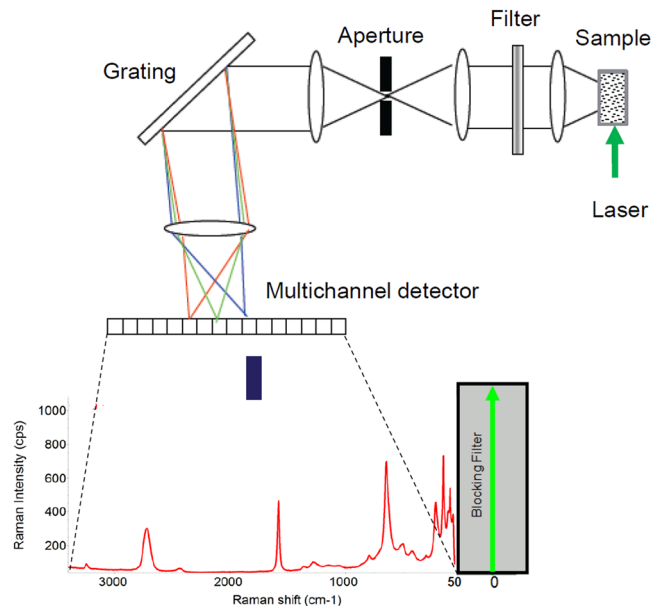 Aperture
Filter
Sample
Grating
Laser
Multichannel detector
Raman Intensity (cps)
1000
800
600
400
200
Blocking Filter
3000
2000
1000
50
0
Raman shift (cm-1)